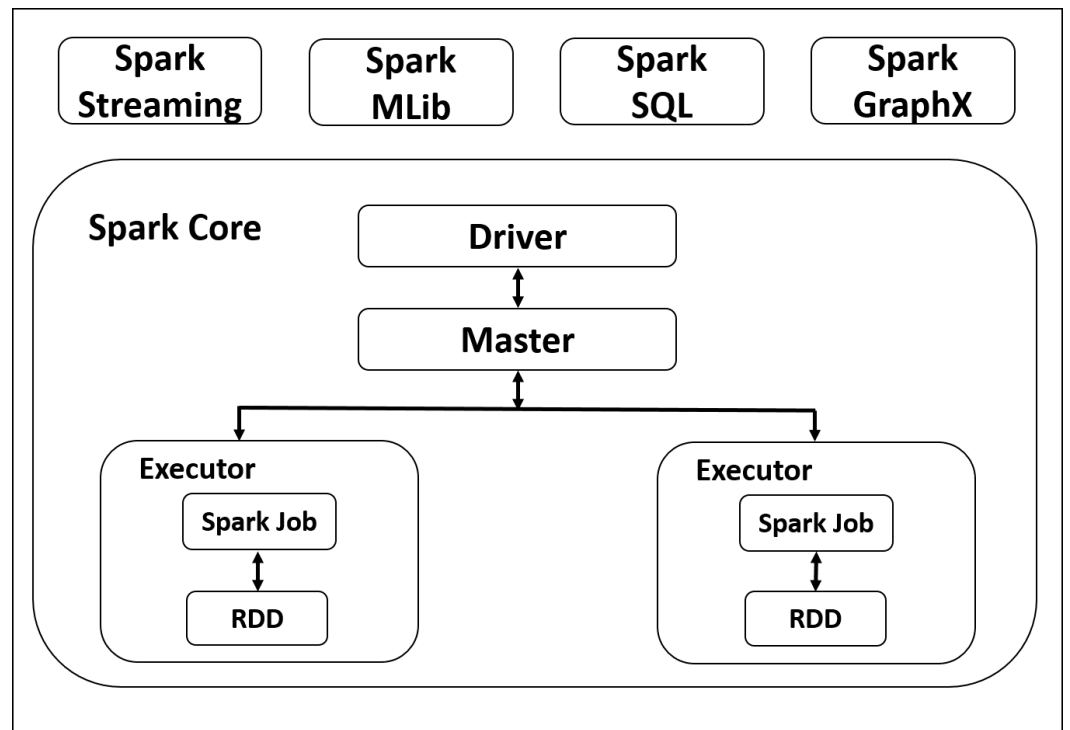 Spark
Streaming
Spark
MLib
Spark
SQL
Spark
GraphX
Spark Core
Driver
Master
Executor
Spark Job
RDD
Executor
Spark Job
RDD